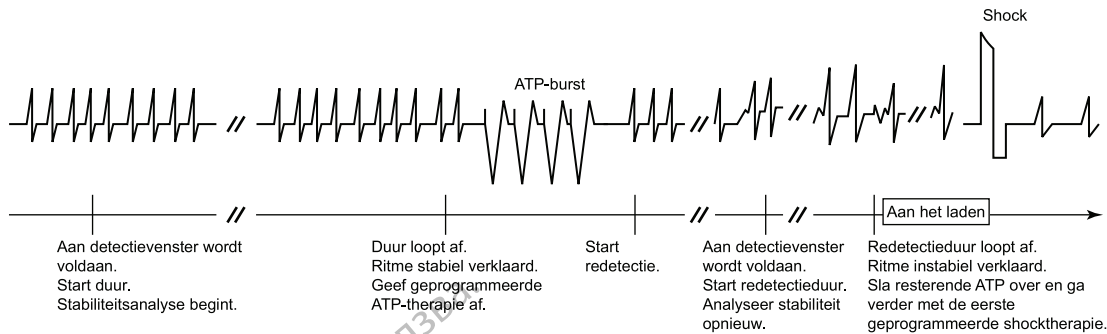 Shock
ATP-burst
Aan het laden
Aan detectievenster wordt
voldaan.
Start duur.
Stabiliteitsanalyse begint.
Duur loopt af.
Ritme stabiel verklaard.
Geef geprogrammeerde
ATP-therapie af.
Start
redetectie.
Aan detectievenster
wordt voldaan.
Start redetectieduur.
Analyseer stabiliteit
opnieuw.
Redetectieduur loopt af.
Ritme instabiel verklaard.
Sla resterende ATP over en ga
verder met de eerste
geprogrammeerde shocktherapie.